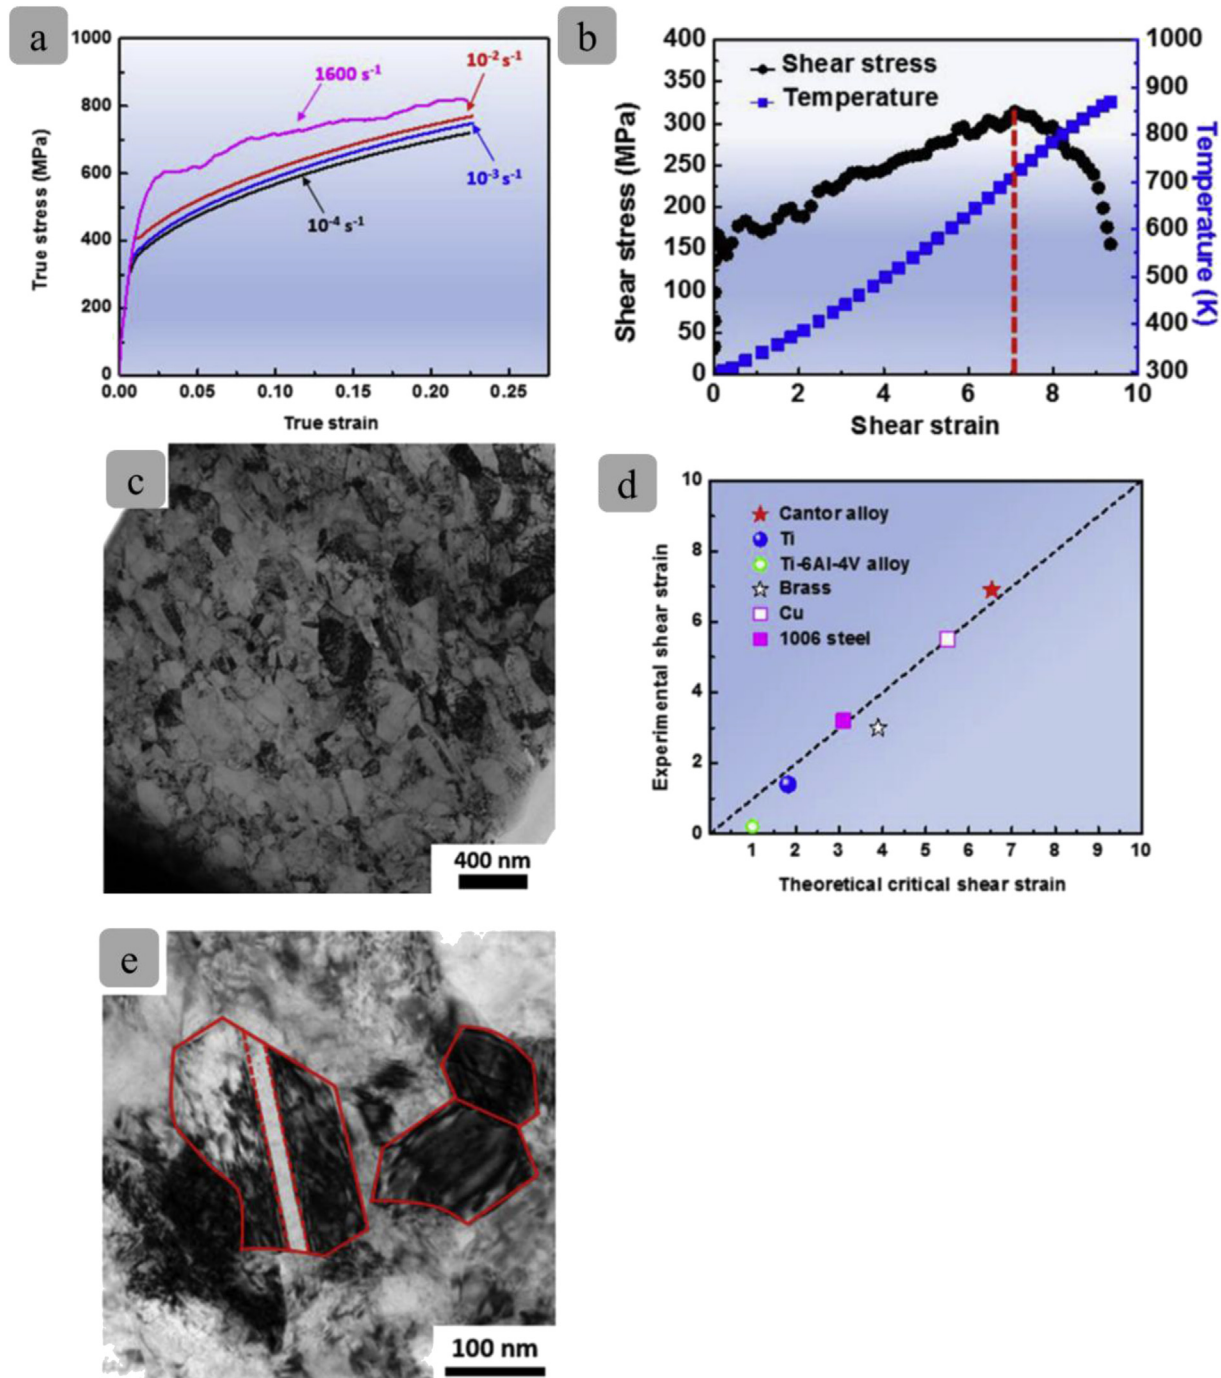 a
1000
800
600
400
200
0
True stress (MPa)
1600 s⁻¹
10⁻² s⁻¹
10⁻³ s⁻¹
10⁻⁴ s⁻¹
0.00 0.05 0.10 0.15 0.20 0.25
True strain
b
400
350
300
250
200
150
100
50
0
Shear stress (MPa)
Shear stress
Temperature
1000
900
800
700
600
500
400
300
Temperature (K)
0 2 4 6 8 10
Shear strain
c
400 nm
d
10
8
6
4
2
0
Experimental shear strain
Cantor alloy
Ti
Ti-6Al-4V alloy
Brass
Cu
1006 steel
1 2 3 4 5 6 7 8 9 10
Theoretical critical shear strain
e
100 nm